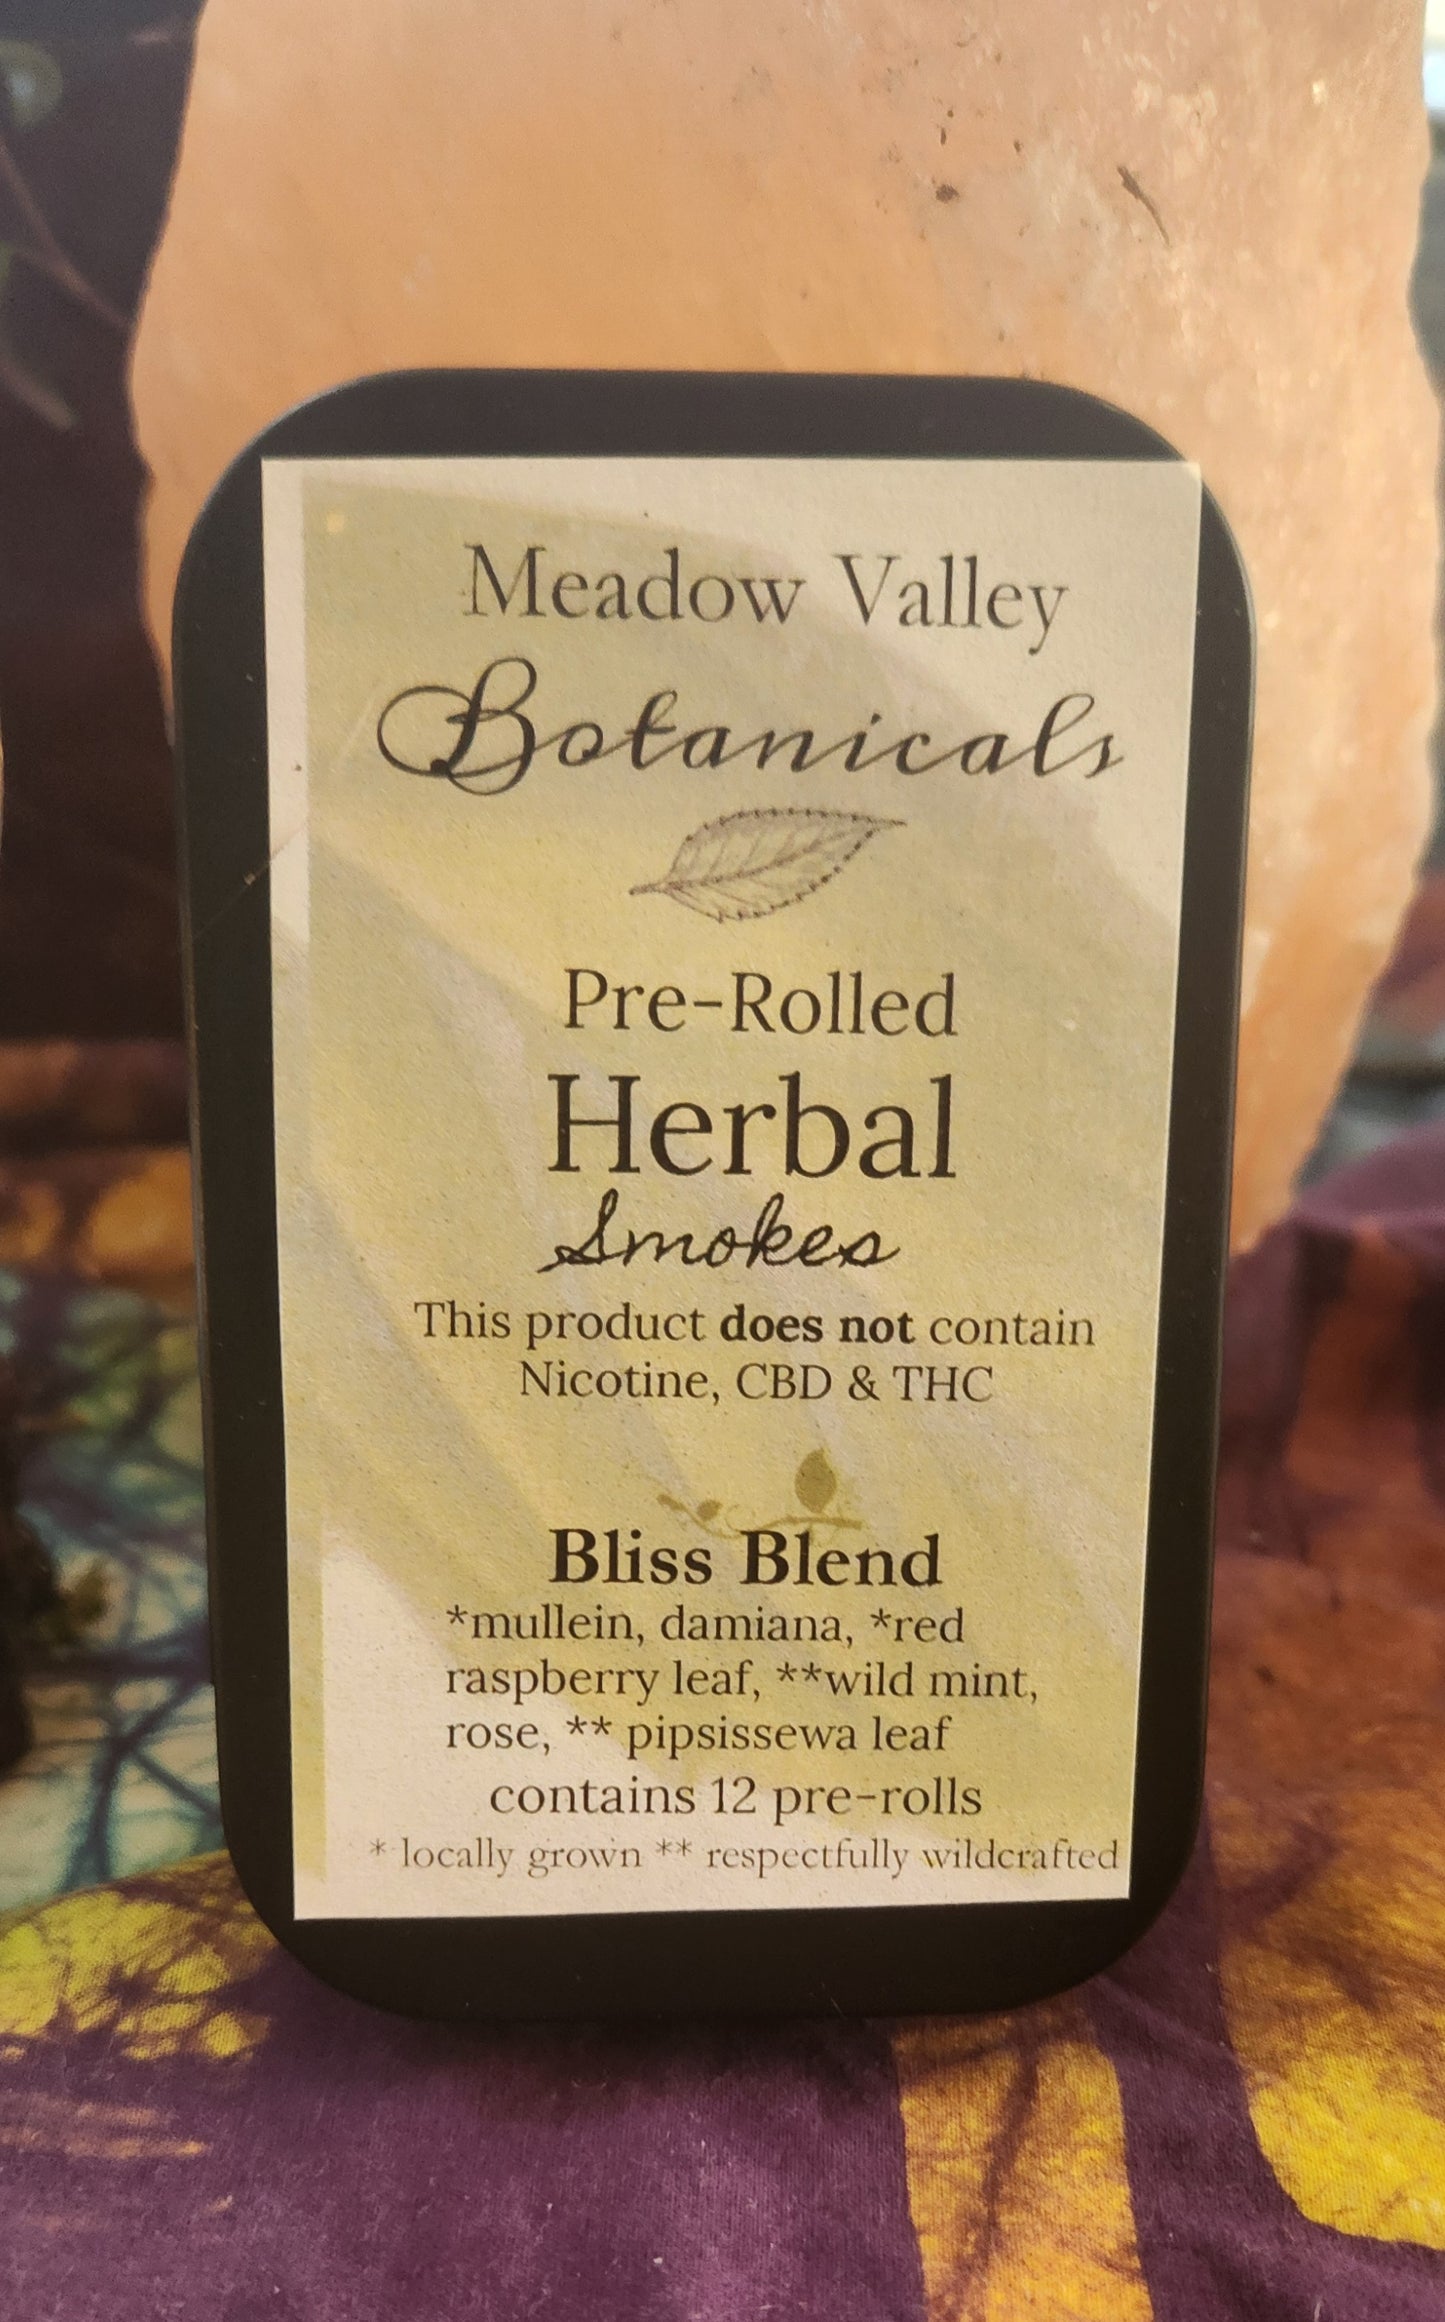 Meadow Valley
Botanicals
Pre-Rolled
Herbal
Smokes
This product does not contain
Nicotine, CBD & THC
Bliss Blend
*mullein, damiana, *red
raspberry leaf, **wild mint,
rose, ** pipsissewa leaf
contains 12 pre-rolls
* locally grown ** respectfully wildcrafted